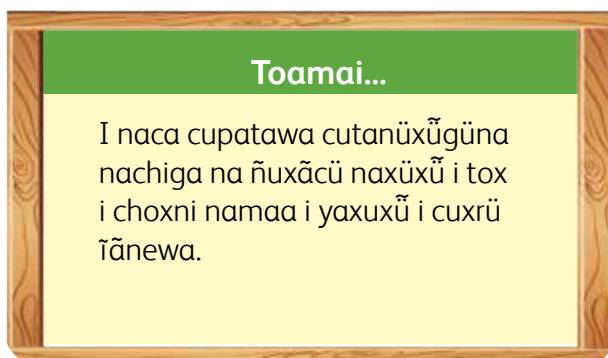 Toamai...
I naca cupatawa cutanüxü̃güna
nachiga na ñuxãcü naxüxü̃ i tox
i choxni namaa i yaxuxü̃ i cuxrü
ĩãnewa.